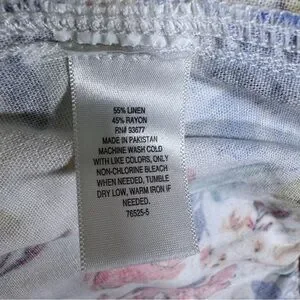 55% LINEN
45% RAYON
RN# 93677
MADE IN PAKISTAN
MACHINE WASH COLD
WITH LIKE COLORS, ONLY
NON-CHLORINE BLEACH
WHEN NEEDED, TUMBLE
DRY LOW, WARM IRON IF
NEEDED.
76525-5